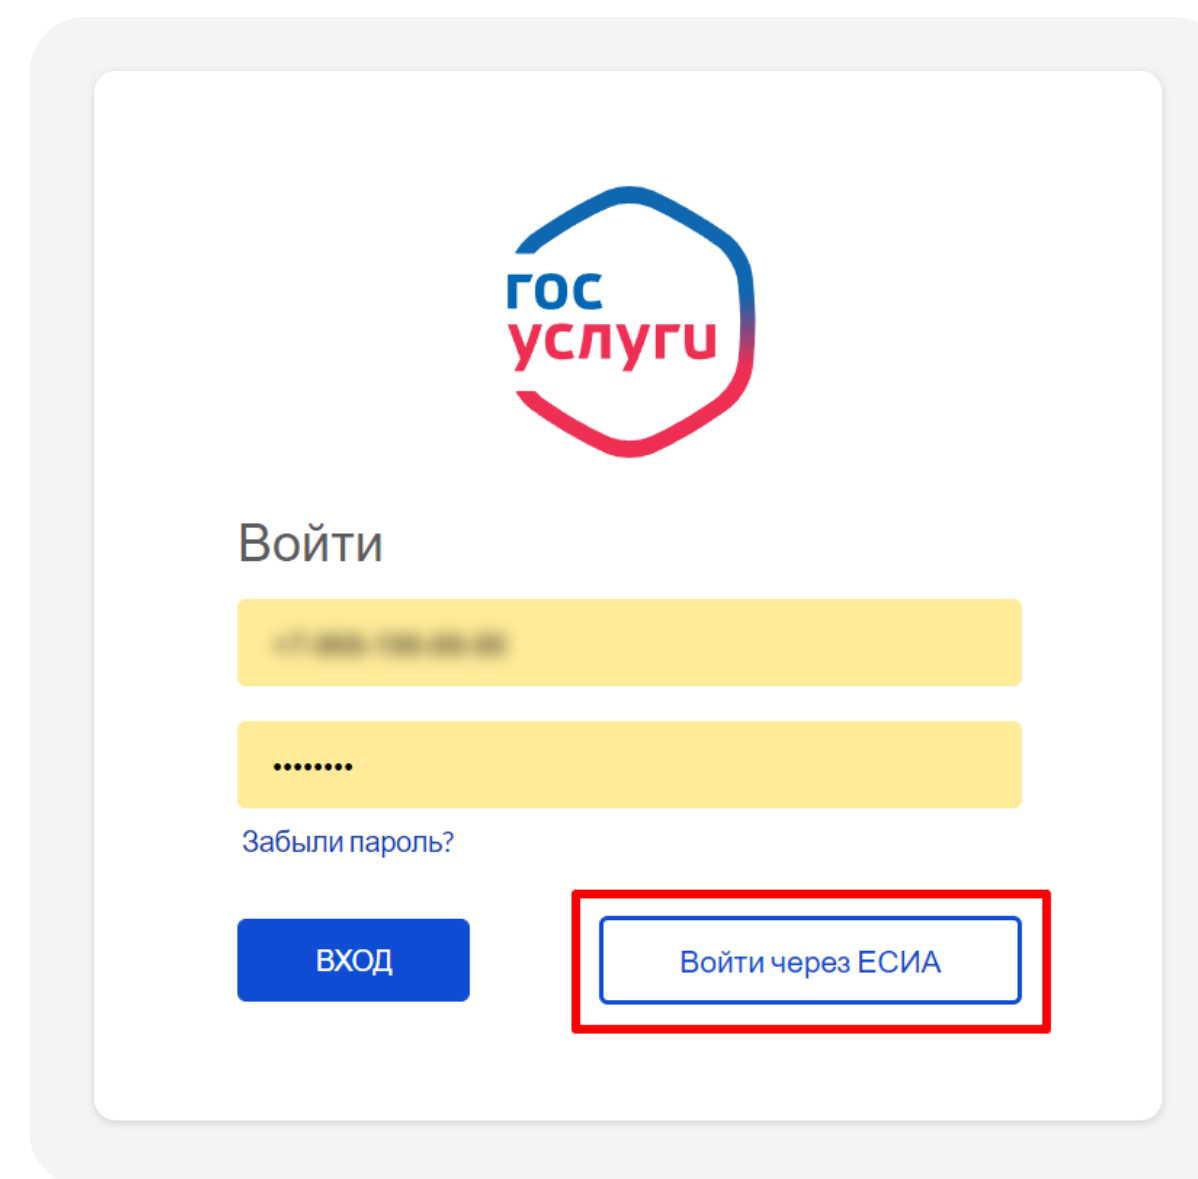 гос
услуги
Войти
••••••••
Забыли пароль?
ВХОД
Войти через ЕСИА